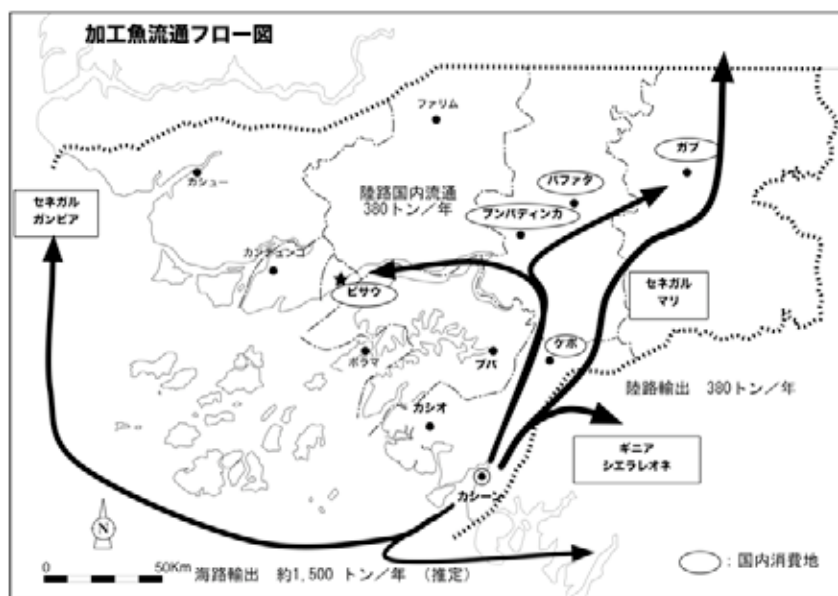 加工魚流通フロー図
ファリム
ガブ
カシュー
バファタ
セネガル
ガンビア
陸路国内流通
380トン/年
ブンバディンカ
カンチュンゴ
ビサウ
セネガル
マリ
ボラマ
ブバ
ケボ
カシオ
陸路輸出 380トン/年
ギニア
シエラレオネ
カシーン
N
0 50Km
海路輸出 約1,500 トン/年 (推定)
:国内消費地